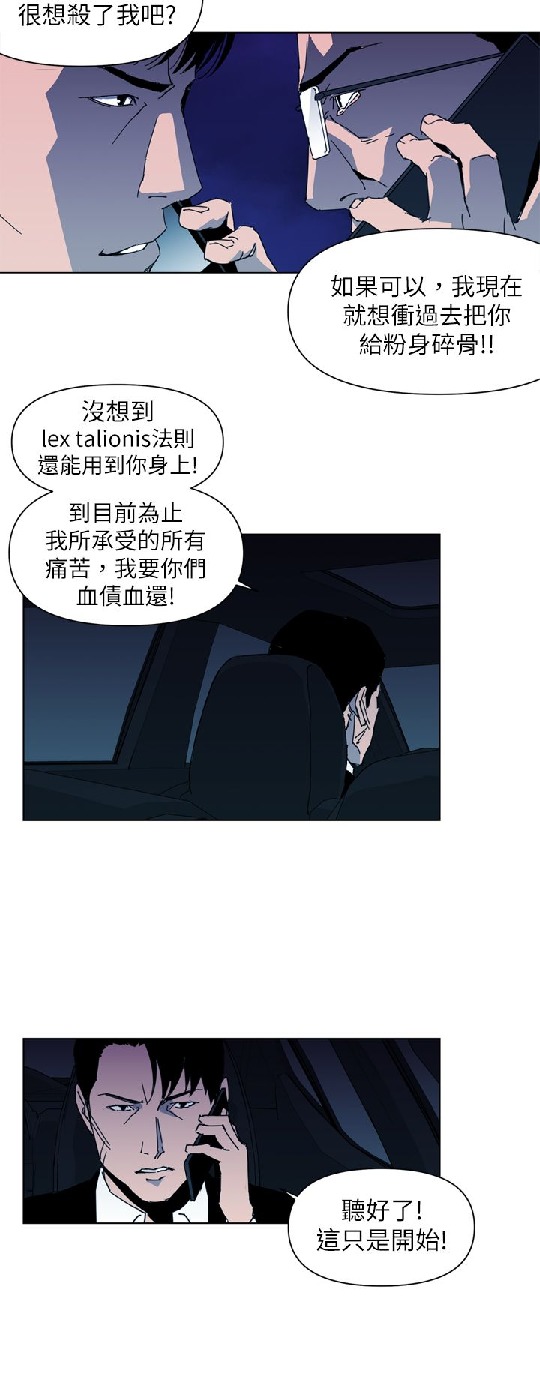 很想殺了我吧?
如果可以，我現在
就想衝過去把你
給粉身碎骨!!
沒想到
lex talionis法則
還能用到你身上!
到目前為止
我所承受的所有
痛苦，我要你們
血債血還!
聽好了!
這只是開始!